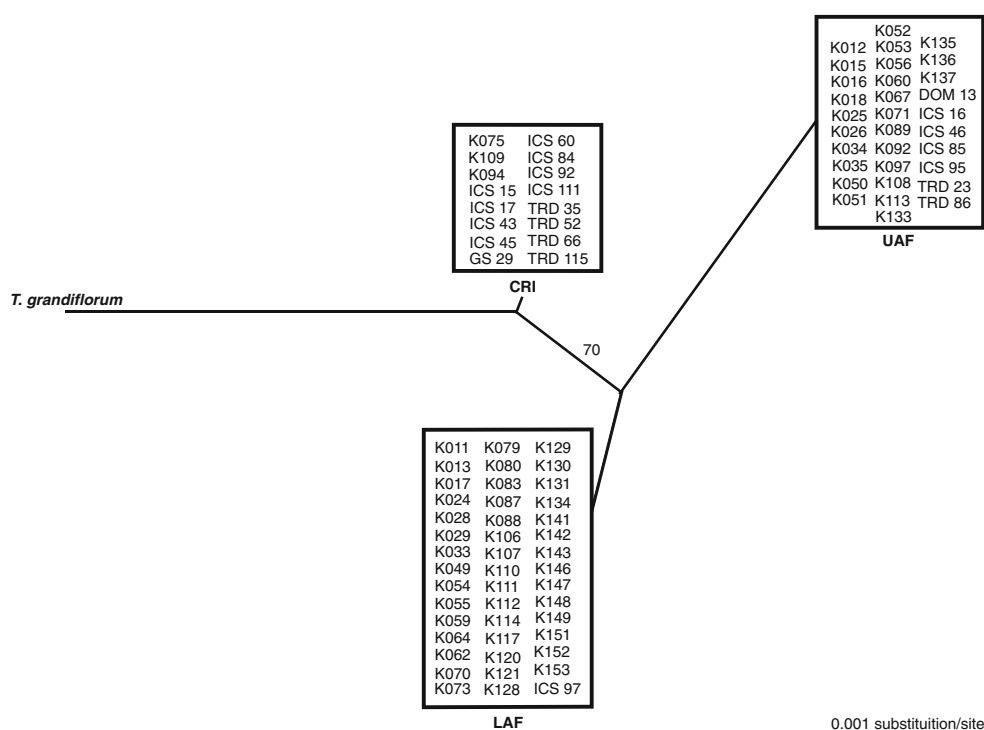 K052
K012 K053 K135
K015 K056 K136
K016 K060 K137
K018 K067 DOM 13
K025 K071 ICS 16
K026 K089 ICS 46
K034 K092 ICS 85
K035 K097 ICS 95
K050 K108 TRD 23
K051 K113 TRD 86
K133
UAF
K075 ICS 60
K109 ICS 84
K094 ICS 92
ICS 15 ICS 111
ICS 17 TRD 35
ICS 43 TRD 52
ICS 45 TRD 66
GS 29 TRD 115
CRI
T. grandiflorum
70
K011 K079 K129
K013 K080 K130
K017 K083 K131
K024 K087 K134
K028 K088 K141
K029 K106 K142
K033 K107 K143
K049 K110 K146
K054 K111 K147
K055 K112 K148
K059 K114 K149
K064 K117 K151
K062 K120 K152
K070 K121 K153
K073 K128 ICS 97
LAF
0.001 substituition/site